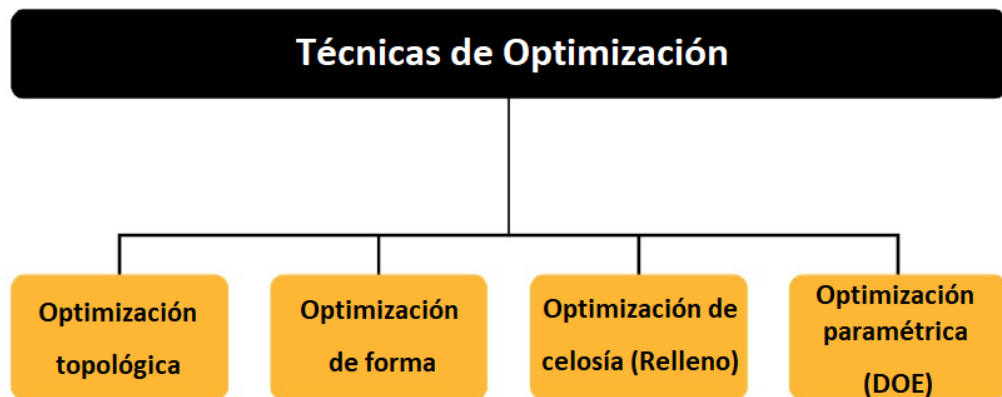 Técnicas de Optimización
Optimización
topológica
Optimización
de forma
Optimización de
celosía (Relleno)
Optimización
paramétrica
(DOE)